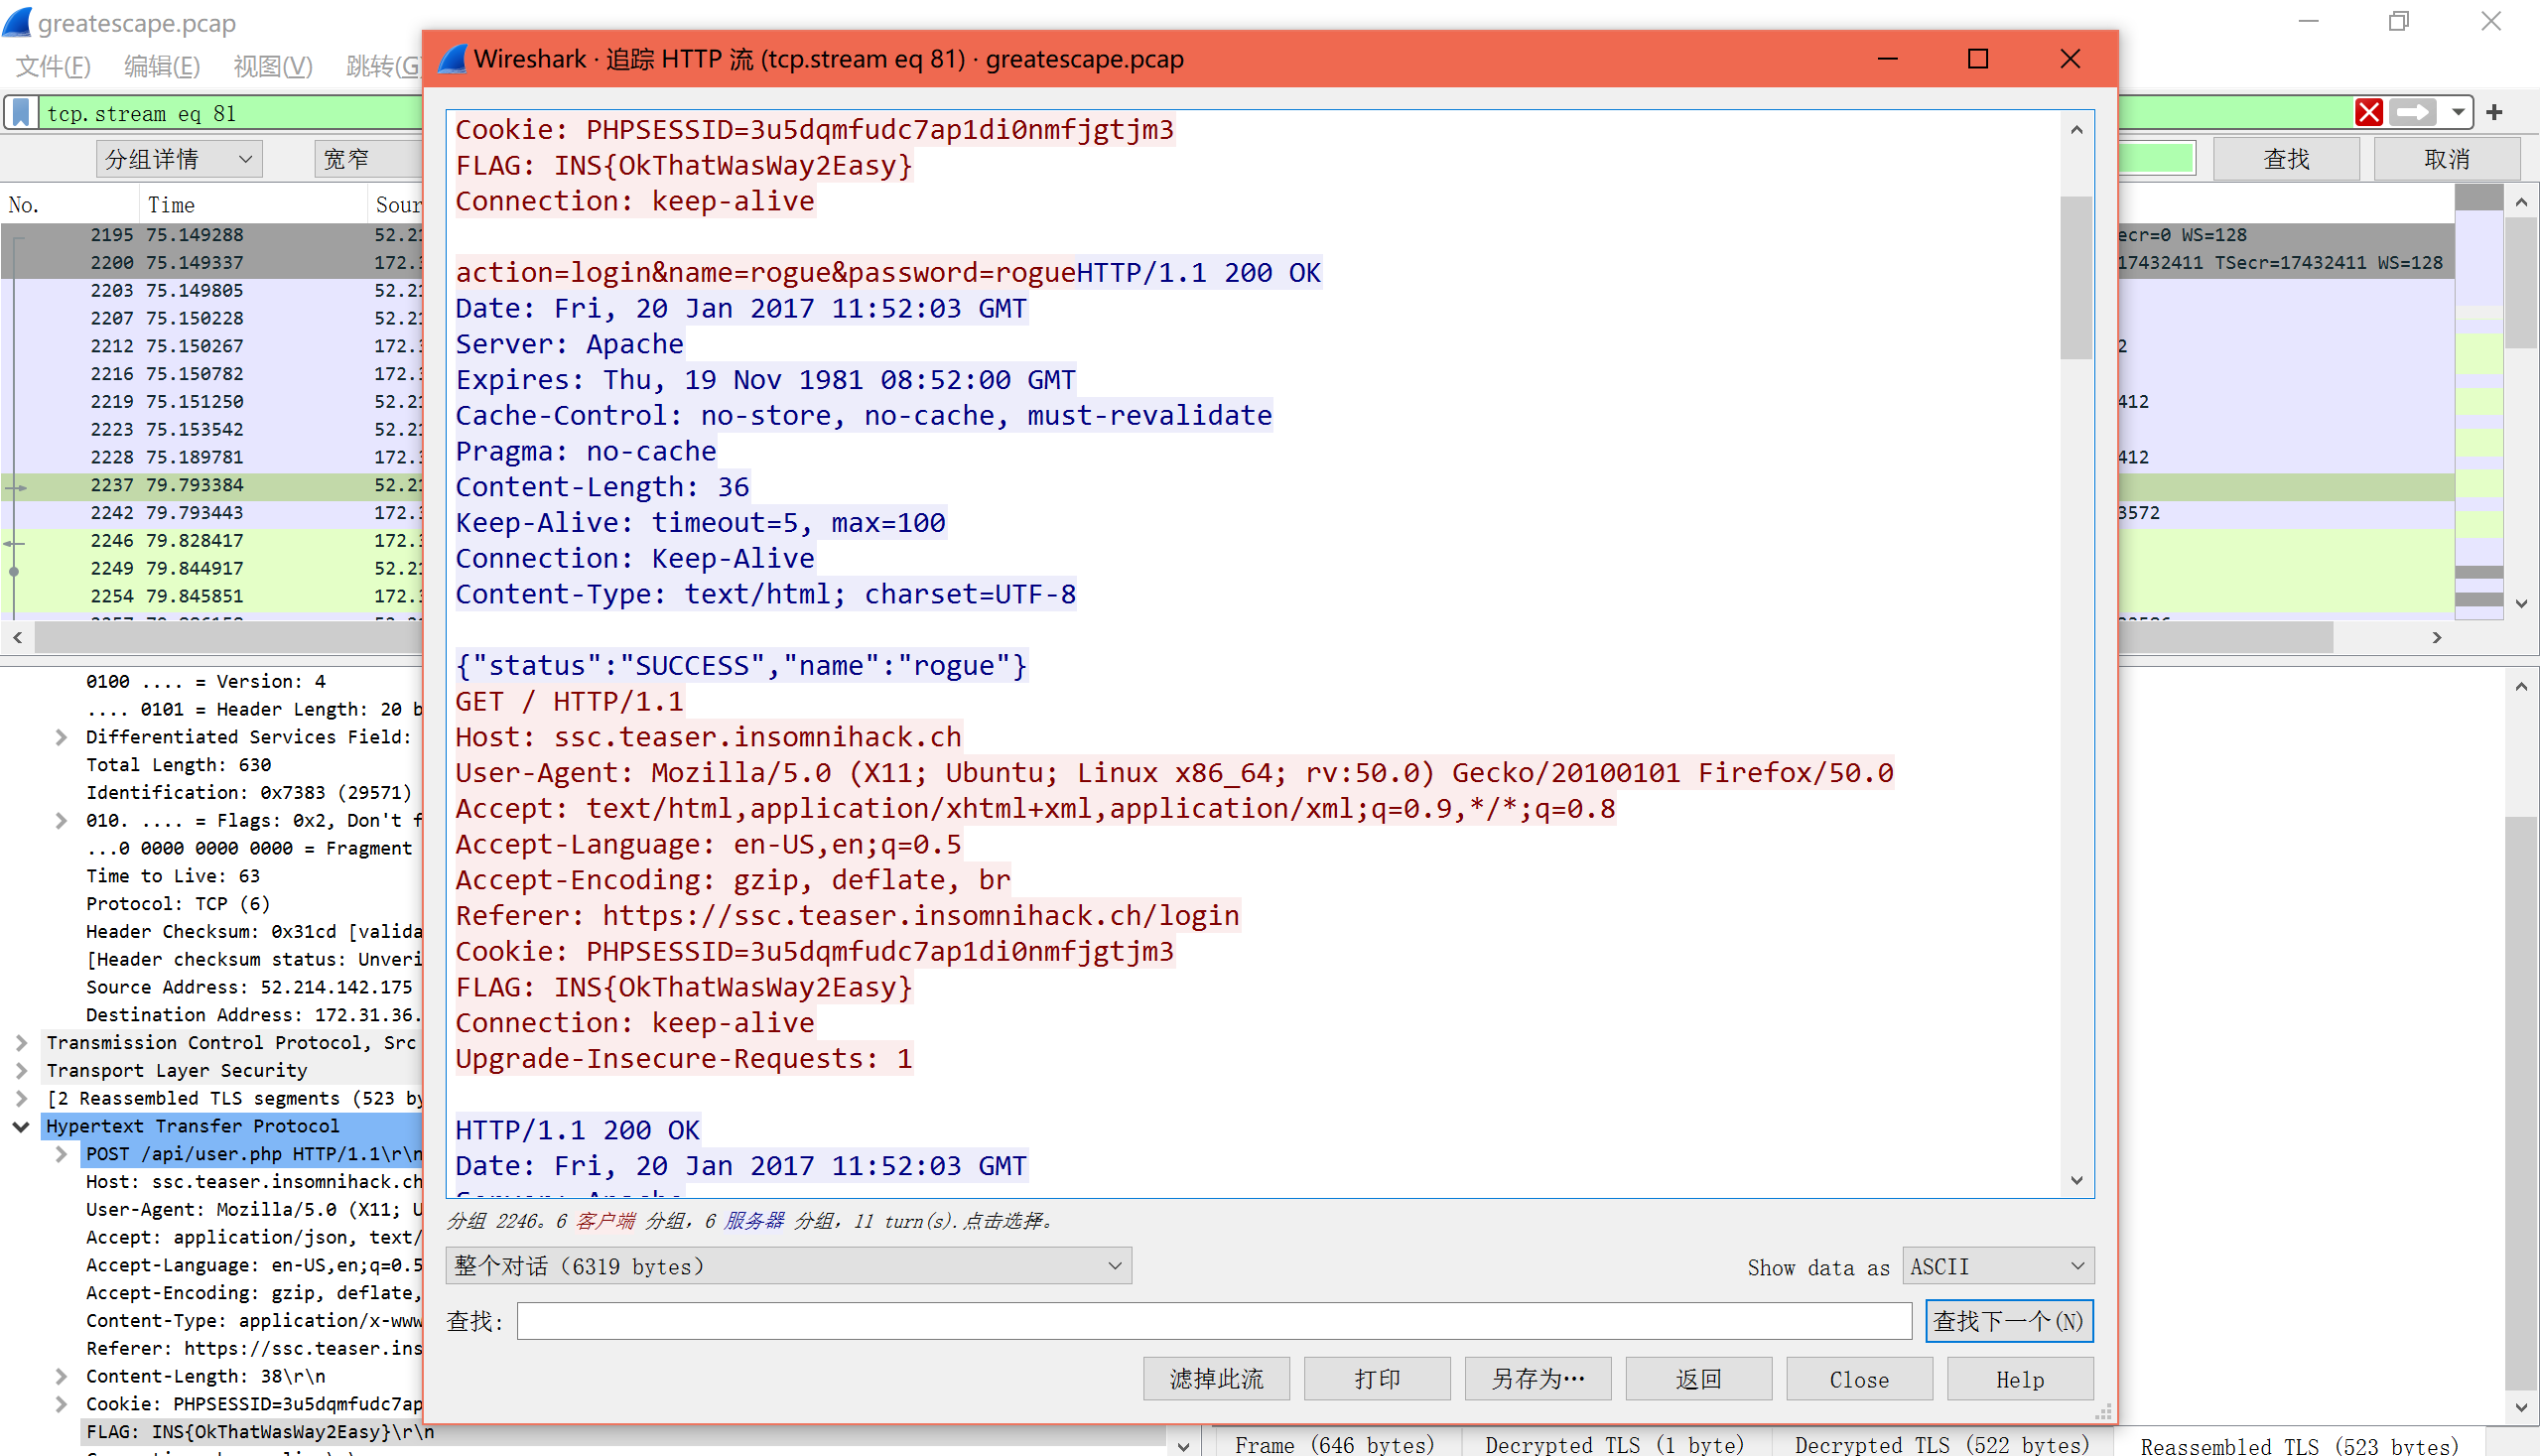 greatescape.pcap
文件(F) 编辑(E) 视图(V) 跳转(G
tcp.stream eq 81
分组详情 宽窄 查找 取消
No. Time Sour
2195 75.149288 52.21 ecr=0 WS=128
2200 75.149337 172.3 17432411 TSecr=17432411 WS=128
2203 75.149805 52.21
2207 75.150228 52.21
2212 75.150267 172.3 2
2216 75.150782 172.3
2219 75.151250 52.21 412
2223 75.153542 52.21
2228 75.189781 172.3 412
2237 79.793384 52.21
2242 79.793443 172.3 3572
2246 79.828417 172.3
2249 79.844917 52.21
2254 79.845851 172.3
0100 .... = Version: 4
.... 0101 = Header Length: 20 b
Differentiated Services Field:
Total Length: 630
Identification: 0x7383 (29571)
010. .... = Flags: 0x2, Don't f
...0 0000 0000 0000 = Fragment
Time to Live: 63
Protocol: TCP (6)
Header Checksum: 0x31cd [valida
[Header checksum status: Unveri
Source Address: 52.214.142.175
Destination Address: 172.31.36.
Transmission Control Protocol, Src
Transport Layer Security
[2 Reassembled TLS segments (523 by
Hypertext Transfer Protocol
POST /api/user.php HTTP/1.1\r\n
Host: ssc.teaser.insomnihack.ch
User-Agent: Mozilla/5.0 (X11; U
Accept: application/json, text/
Accept-Language: en-US,en;q=0.5
Accept-Encoding: gzip, deflate,
Content-Type: application/x-www
Referer: https://ssc.teaser.ins
Content-Length: 38\r\n
Cookie: PHPSESSID=3u5dqmfudc7ap
FLAG: INS{OkThatWasWay2Easy}\r\n
Wireshark · 追踪 HTTP 流 (tcp.stream eq 81) · greatescape.pcap
Cookie: PHPSESSID=3u5dqmfudc7ap1di0nmfjgtjm3
FLAG: INS{OkThatWasWay2Easy}
Connection: keep-alive
action=login&name=rogue&password=rogueHTTP/1.1 200 OK
Date: Fri, 20 Jan 2017 11:52:03 GMT
Server: Apache
Expires: Thu, 19 Nov 1981 08:52:00 GMT
Cache-Control: no-store, no-cache, must-revalidate
Pragma: no-cache
Content-Length: 36
Keep-Alive: timeout=5, max=100
Connection: Keep-Alive
Content-Type: text/html; charset=UTF-8
{"status":"SUCCESS","name":"rogue"}
GET / HTTP/1.1
Host: ssc.teaser.insomnihack.ch
User-Agent: Mozilla/5.0 (X11; Ubuntu; Linux x86_64; rv:50.0) Gecko/20100101 Firefox/50.0
Accept: text/html,application/xhtml+xml,application/xml;q=0.9,*/*;q=0.8
Accept-Language: en-US,en;q=0.5
Accept-Encoding: gzip, deflate, br
Referer: https://ssc.teaser.insomnihack.ch/login
Cookie: PHPSESSID=3u5dqmfudc7ap1di0nmfjgtjm3
FLAG: INS{OkThatWasWay2Easy}
Connection: keep-alive
Upgrade-Insecure-Requests: 1
HTTP/1.1 200 OK
Date: Fri, 20 Jan 2017 11:52:03 GMT
Server: Apache
分组 2246。6 客户端 分组，6 服务器 分组，11 turn(s).点击选择。
整个对话（6319 bytes） Show data as ASCII
查找: 查找下一个(N)
滤掉此流 打印 另存为… 返回 Close Help
Frame (646 bytes) Decrypted TLS (1 byte) Decrypted TLS (522 bytes) Reassembled TLS (523 bytes)